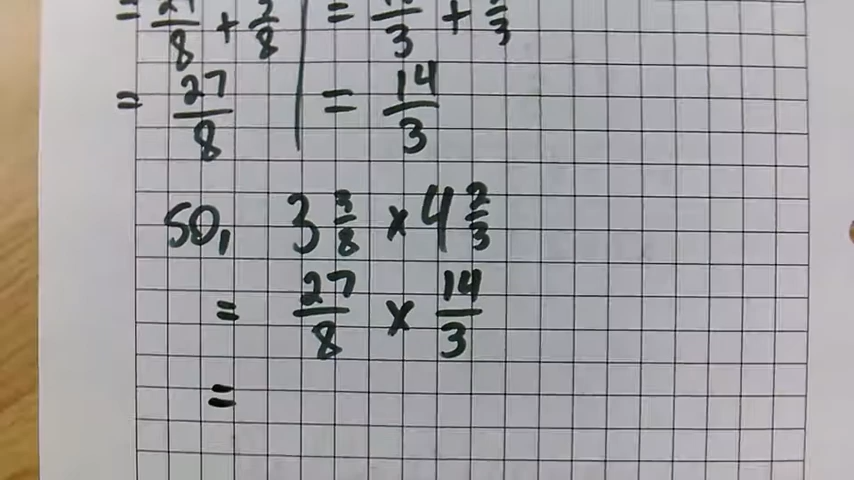 = 27/8 | = 14/3
so, 3 3/8 × 4 2/3
= 27/8 × 14/3
=